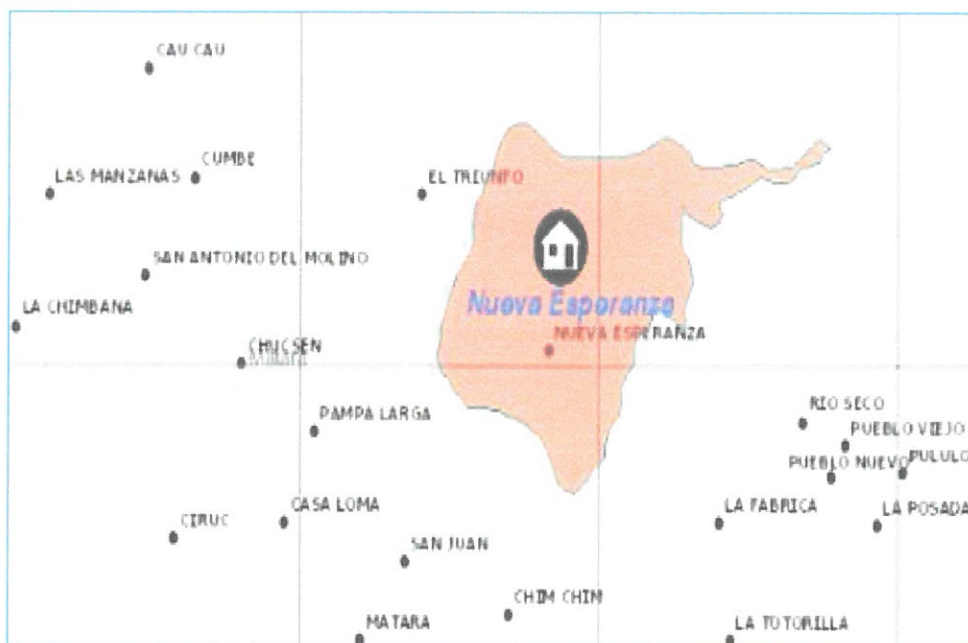 CAU CAU
CUMBE
LAS MANZANAS
EL TRIUNFO
SAN ANTONIO DEL MOLINO
Nueva Esperanza
LA CHIMBANA
NUEVA ESPERANZA
CHUCSEN
PAMPA LARGA
RIO SECO
PUEBLO VIEJO
PUEBLO NUEVO
PULULO
CASA LOMA
LA FABRICA
LA POSADA
CIRUC
SAN JUAN
CHIM CHIM
MATARA
LA TOTORILLA